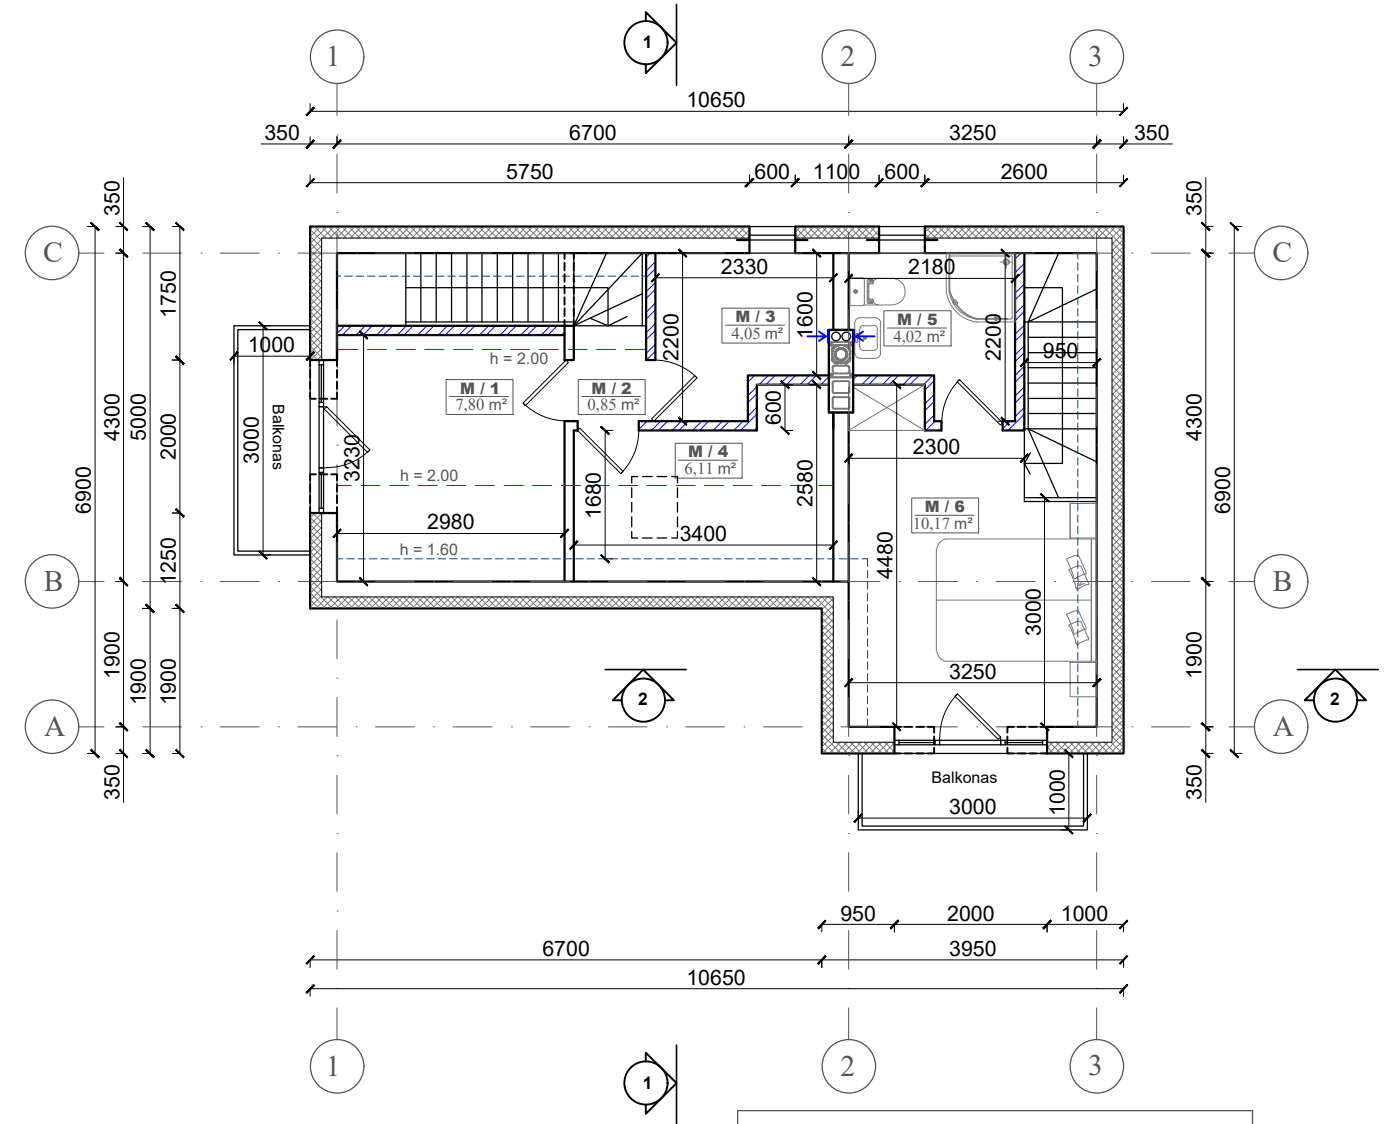 1
1
2
3
10650
350
6700
3250
350
5750
600
1100
600
2600
350
350
C
C
2330
2180
1750
1600
M / 3
4,05 m²
M / 5
4,02 m²
2200
2200
950
1000
h = 2.00
M / 1
7,80 m²
M / 2
0,85 m²
600
4300
5000
2000
3000
Balkonas
3230
M / 4
6,11 m²
2300
4300
6900
h = 2.00
1680
2580
6900
M / 6
10,17 m²
2980
3400
1250
h = 1.60
4480
B
B
3000
1900
1900
1900
3250
1900
2
2
A
A
350
Balkonas
1000
3000
350
950
2000
1000
6700
3950
10650
1
1
2
3